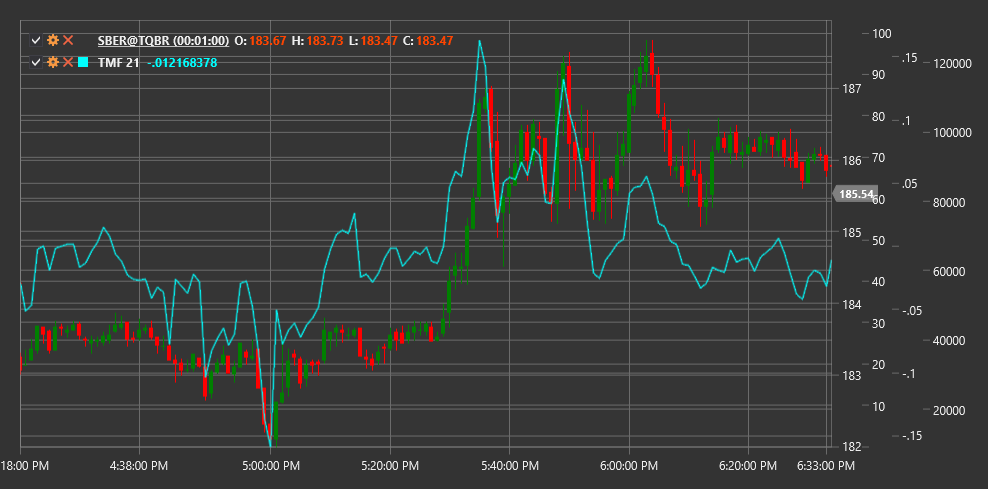 SBER@TQBR (00:01:00) O: 183.67 H: 183.73 L: 183.47 C: 183.47
TMF 21 -.012168378
100
.15
120000
90
187
80
.1
100000
186
70
.05
185.54
60
80000
185
50
60000
40
184
-.05
30
40000
20
183
-.1
10
20000
-.15
182
18:00 PM
4:38:00 PM
5:00:00 PM
5:20:00 PM
5:40:00 PM
6:00:00 PM
6:20:00 PM
6:33:00 PM